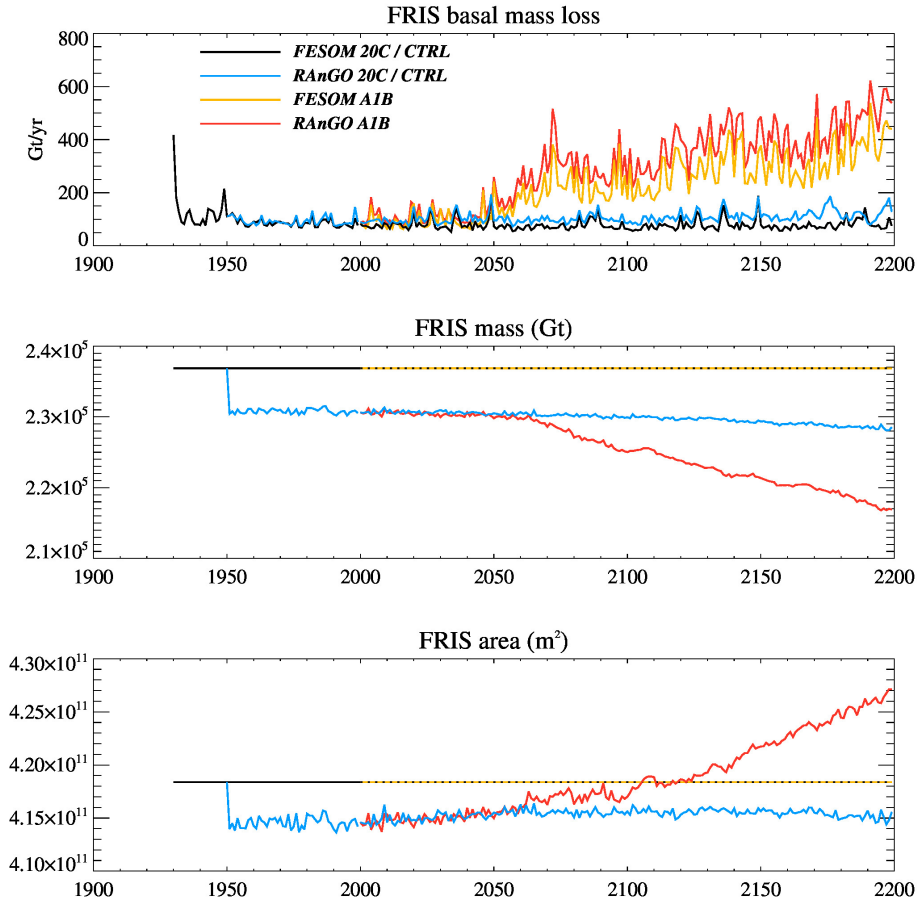 FRIS basal mass loss
800
600
400
200
0
Gt/yr
FESOM 20C / CTRL
RAnGO 20C / CTRL
FESOM A1B
RAnGO A1B
1900 1950 2000 2050 2100 2150 2200
FRIS mass (Gt)
2.4×10⁵
2.3×10⁵
2.2×10⁵
2.1×10⁵
1900 1950 2000 2050 2100 2150 2200
FRIS area (m²)
4.30×10¹¹
4.25×10¹¹
4.20×10¹¹
4.15×10¹¹
4.10×10¹¹
1900 1950 2000 2050 2100 2150 2200